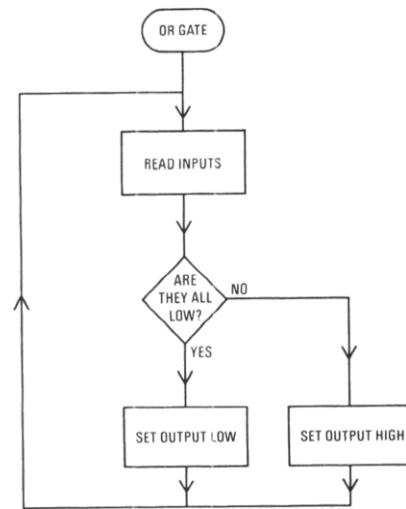 OR GATE
READ INPUTS
ARE
THEY ALL
LOW?
NO
YES
SET OUTPUT LOW
SET OUTPUT HIGH